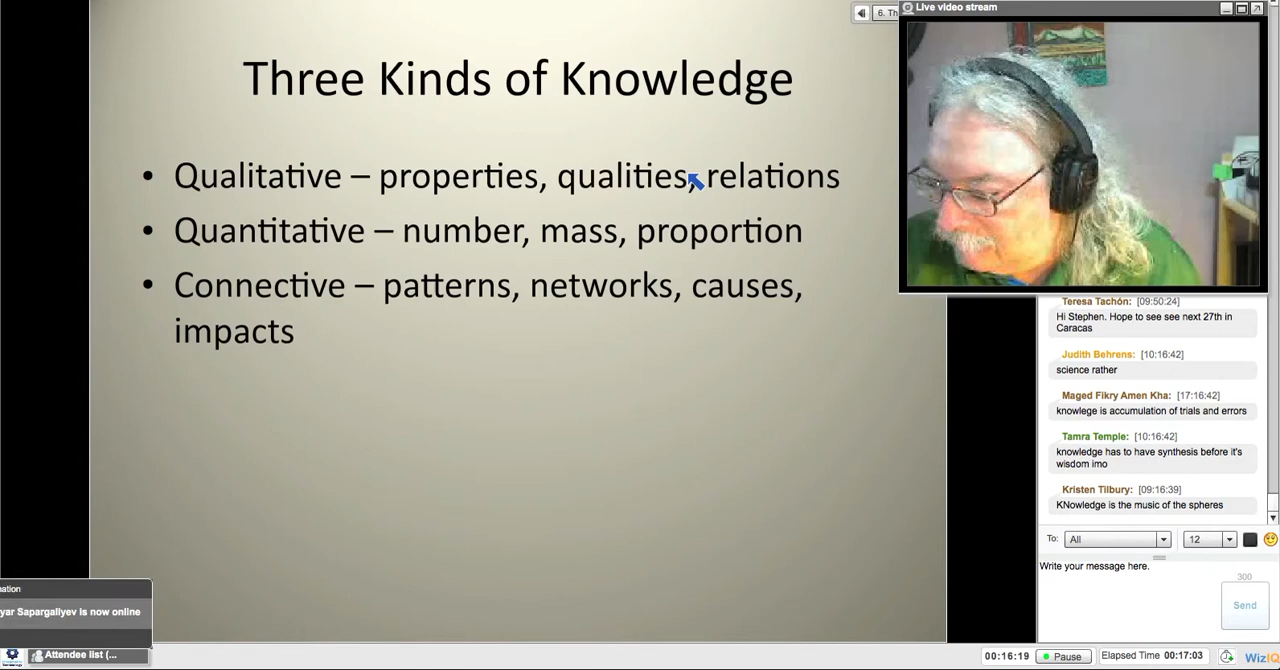 Three Kinds of Knowledge
• Qualitative – properties, qualities, relations
• Quantitative – number, mass, proportion
• Connective – patterns, networks, causes,
impacts
6. Th
Live video stream
Teresa Tachón: [09:50:24]
Hi Stephen. Hope to see see next 27th in
Caracas
Judith Behrens: [10:16:42]
science rather
Maged Fikry Amen Kha: [17:16:42]
knowlege is accumulation of trials and errors
Tamra Temple: [10:16:42]
knowledge has to have synthesis before it's
wisdom imo
Kristen Tilbury: [09:16:39]
KNowledge is the music of the spheres
To: All 12
Write your message here.
300
Send
ation
yar Sapargaliyev is now online
Attendee list (...
00:16:19 Pause Elapsed Time 00:17:03 WizIQ